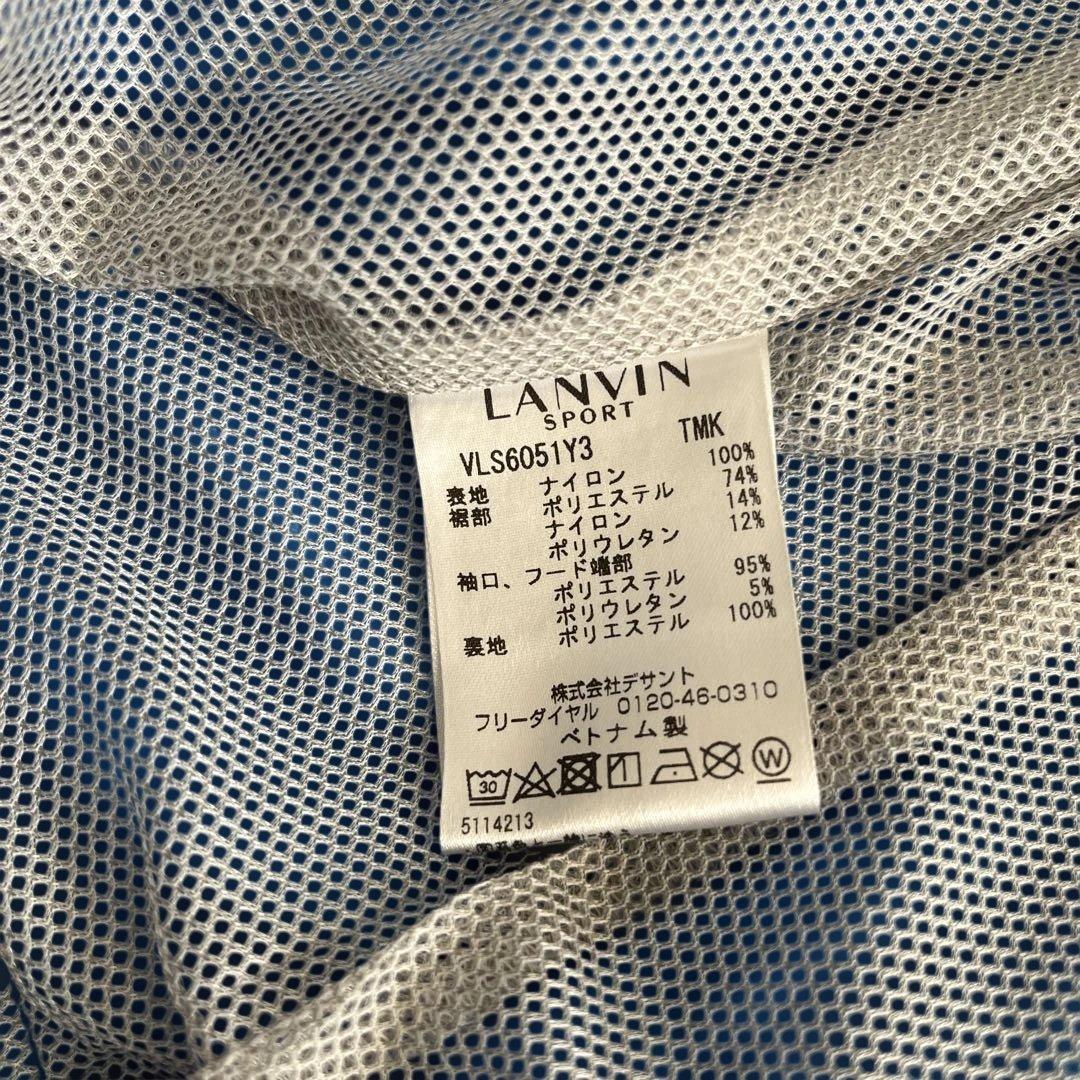 LANVIN
SPORT
VLS6051Y3 TMK
表地 ナイロン 100%
裾部 ポリエステル 74%
ナイロン 14%
ポリウレタン 12%
袖口、フード端部
ポリエステル 95%
ポリウレタン 5%
裏地 ポリエステル 100%
株式会社デサント
フリーダイヤル 0120-46-0310
ベトナム製
30 W
5114213